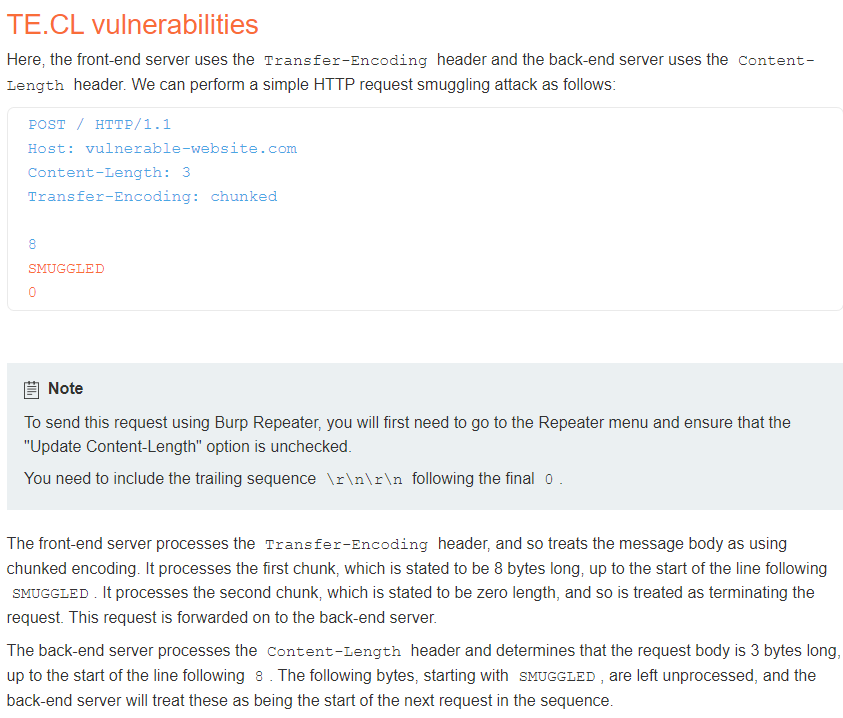 TE.CL vulnerabilities
Here, the front-end server uses the Transfer-Encoding header and the back-end server uses the Content-
Length header. We can perform a simple HTTP request smuggling attack as follows:
POST / HTTP/1.1
Host: vulnerable-website.com
Content-Length: 3
Transfer-Encoding: chunked
8
SMUGGLED
0
Note
To send this request using Burp Repeater, you will first need to go to the Repeater menu and ensure that the
"Update Content-Length" option is unchecked.
You need to include the trailing sequence \r\n\r\n following the final 0 .
The front-end server processes the Transfer-Encoding header, and so treats the message body as using
chunked encoding. It processes the first chunk, which is stated to be 8 bytes long, up to the start of the line following
SMUGGLED . It processes the second chunk, which is stated to be zero length, and so is treated as terminating the
request. This request is forwarded on to the back-end server.
The back-end server processes the Content-Length header and determines that the request body is 3 bytes long,
up to the start of the line following 8 . The following bytes, starting with SMUGGLED , are left unprocessed, and the
back-end server will treat these as being the start of the next request in the sequence.